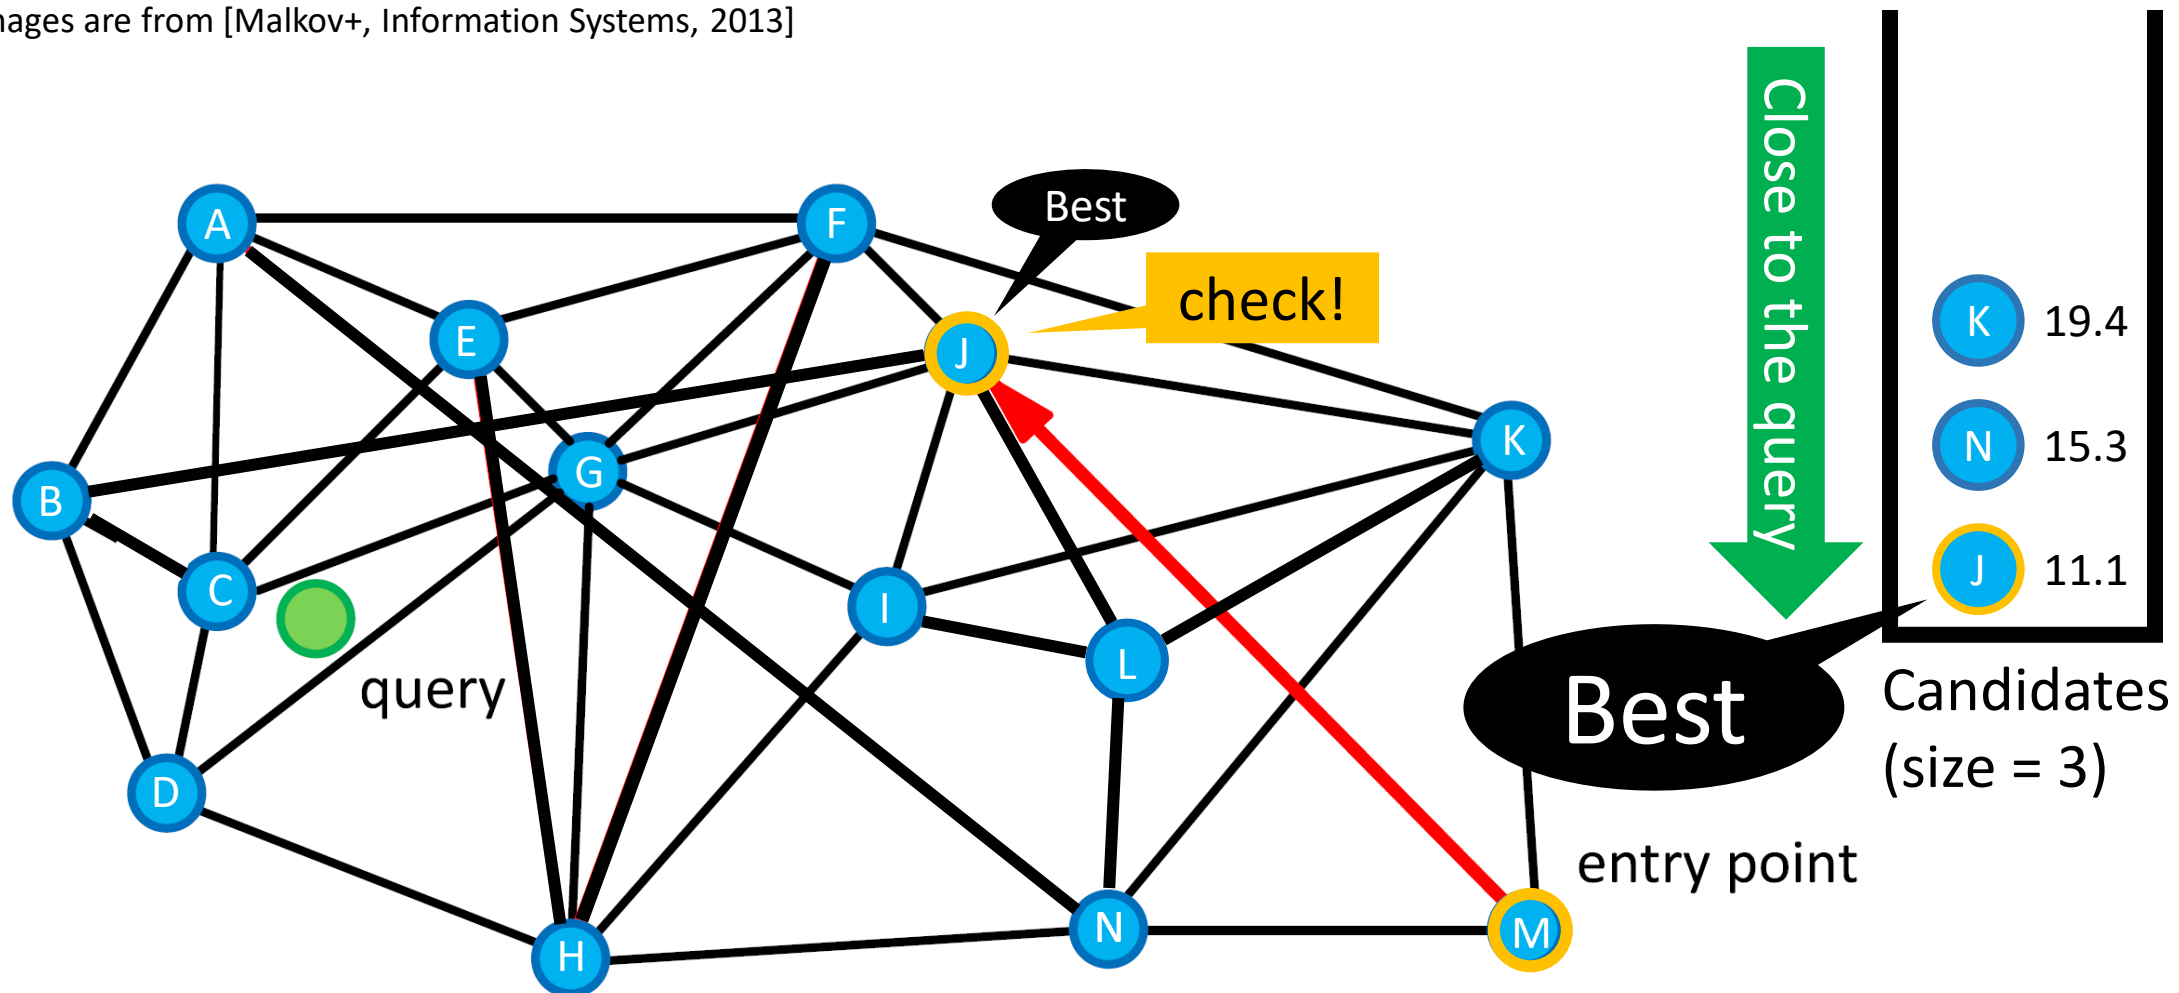 ages are from [Malkov+, Information Systems, 2013]
Close to the query
A
F
Best
check!
E
J
K 19.4
K
N 15.3
G
B
J 11.1
C
I
L
query
Best
Candidates
(size = 3)
D
entry point
N
M
H